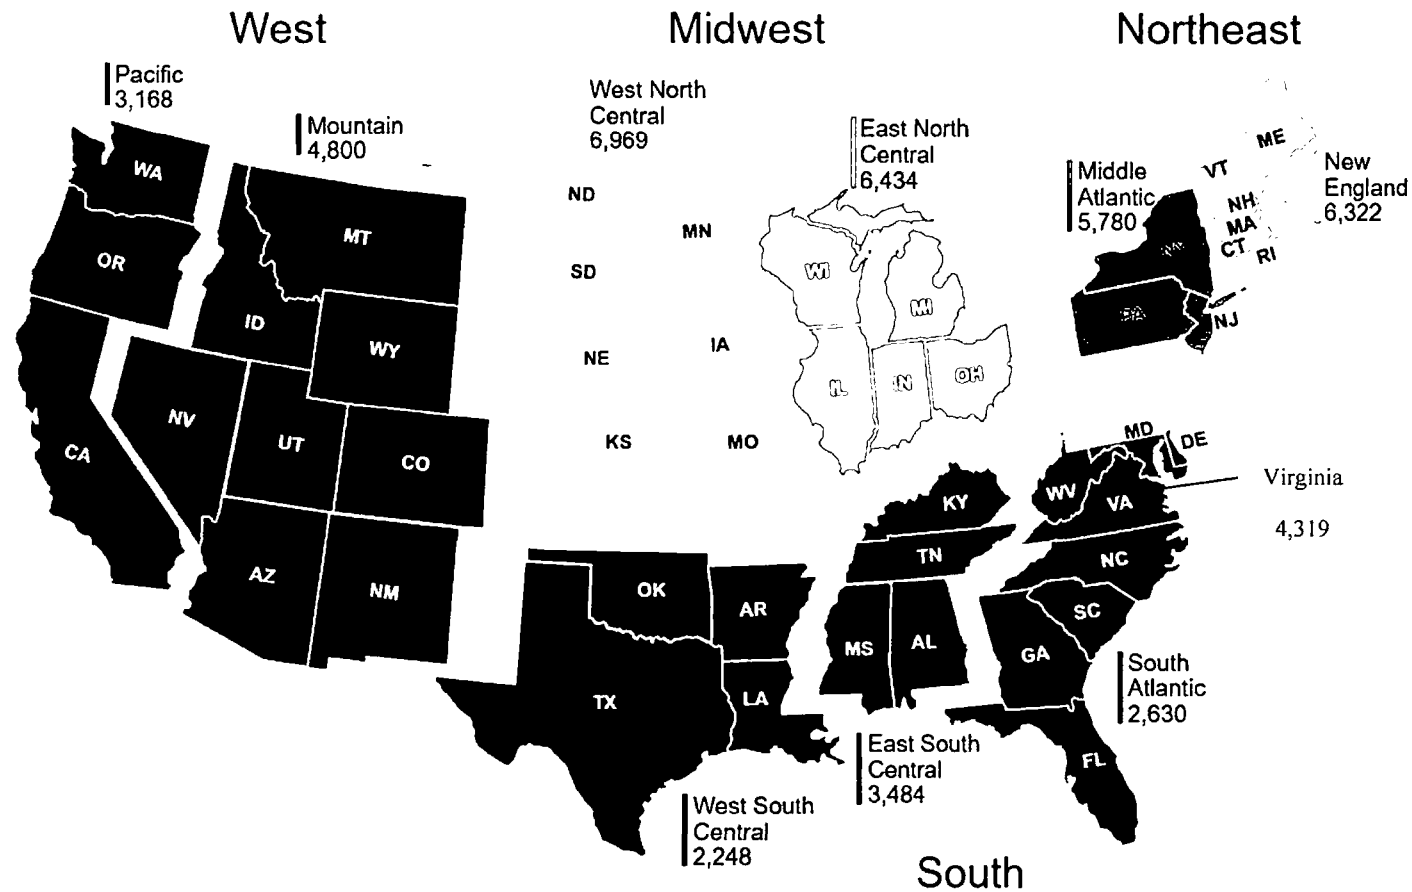 West
Midwest
Northeast
Pacific
3,168
Mountain
4,800
West North
Central
6,969
East North
Central
6,434
Middle
Atlantic
5,780
New
England
6,322
WA
OR
CA
ID
MT
WY
NV
UT
CO
AZ
NM
ND
MN
SD
NE
IA
KS
MO
WI
MI
IL
IN
OH
ME
VT
NH
MA
CT
RI
NY
PA
NJ
MD
DE
WV
VA
Virginia
4,319
KY
TN
NC
SC
OK
AR
MS
AL
GA
TX
LA
FL
South
Atlantic
2,630
East South
Central
3,484
West South
Central
2,248
South